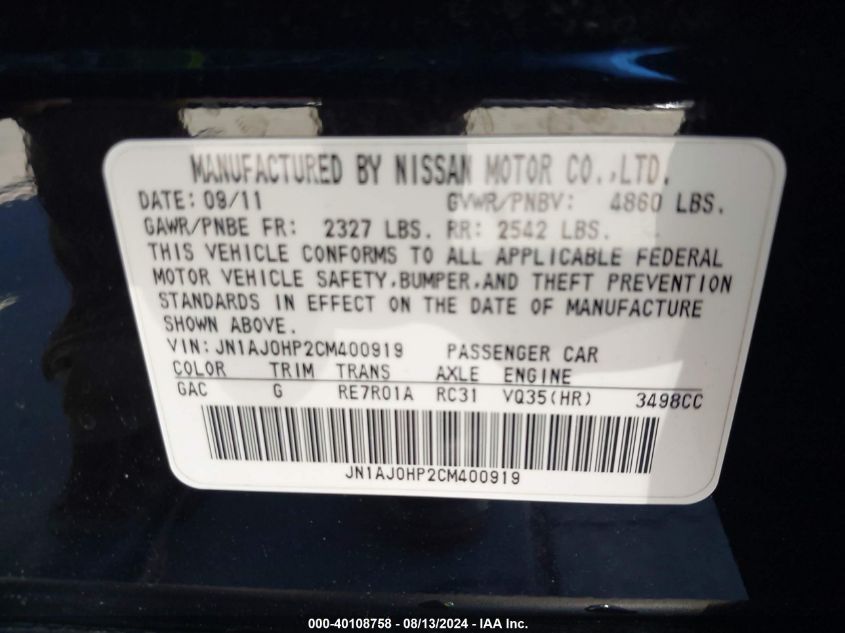 MANUFACTURED BY NISSAN MOTOR CO.,LTD.
DATE: 09/11 GVWR/PNBV: 4860 LBS.
GAWR/PNBE FR: 2327 LBS. RR: 2542 LBS.
THIS VEHICLE CONFORMS TO ALL APPLICABLE FEDERAL
MOTOR VEHICLE SAFETY,BUMPER,AND THEFT PREVENTION
STANDARDS IN EFFECT ON THE DATE OF MANUFACTURE
SHOWN ABOVE.
VIN:JN1AJ0HP2CM400919 PASSENGER CAR
COLOR TRIM TRANS AXLE ENGINE
GAC G RE7R01A RC31 VQ35(HR) 3498CC
JN1AJ0HP2CM400919
000-40108758 - 08/13/2024 - IAA Inc.